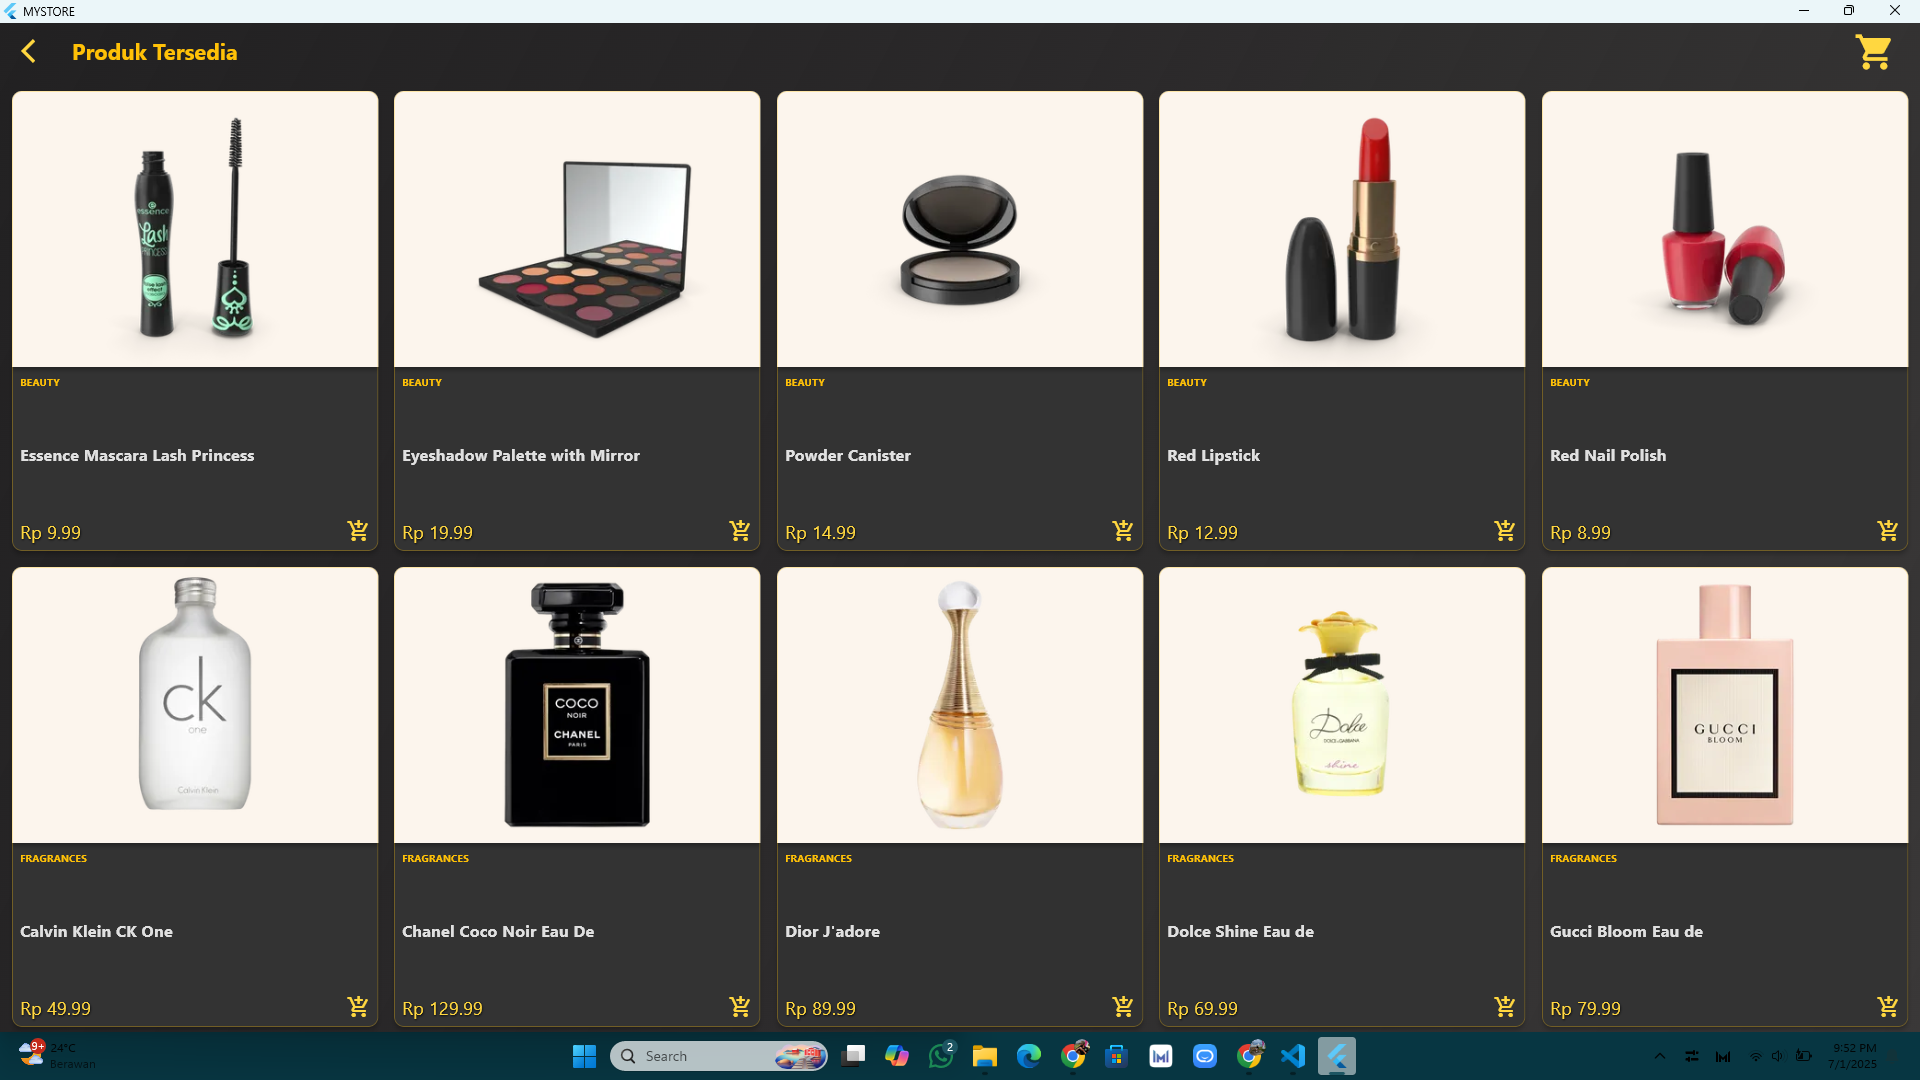 MYSTORE
Produk Tersedia
essence
Lash
PRINCESS
BEAUTY
BEAUTY
BEAUTY
BEAUTY
BEAUTY
Essence Mascara Lash Princess
Eyeshadow Palette with Mirror
Powder Canister
Red Lipstick
Red Nail Polish
Rp 9.99
Rp 19.99
Rp 14.99
Rp 12.99
Rp 8.99
ck
one
Calvin Klein
COCO
NOIR
CHANEL
PARIS
Dolce
DOLCE & GABBANA
shine
GUCCI
BLOOM
FRAGRANCES
FRAGRANCES
FRAGRANCES
FRAGRANCES
FRAGRANCES
Calvin Klein CK One
Chanel Coco Noir Eau De
Dior J'adore
Dolce Shine Eau de
Gucci Bloom Eau de
Rp 49.99
Rp 129.99
Rp 89.99
Rp 69.99
Rp 79.99
9+
24°C
Berawan
Search
2
9:52 PM
7/1/2025